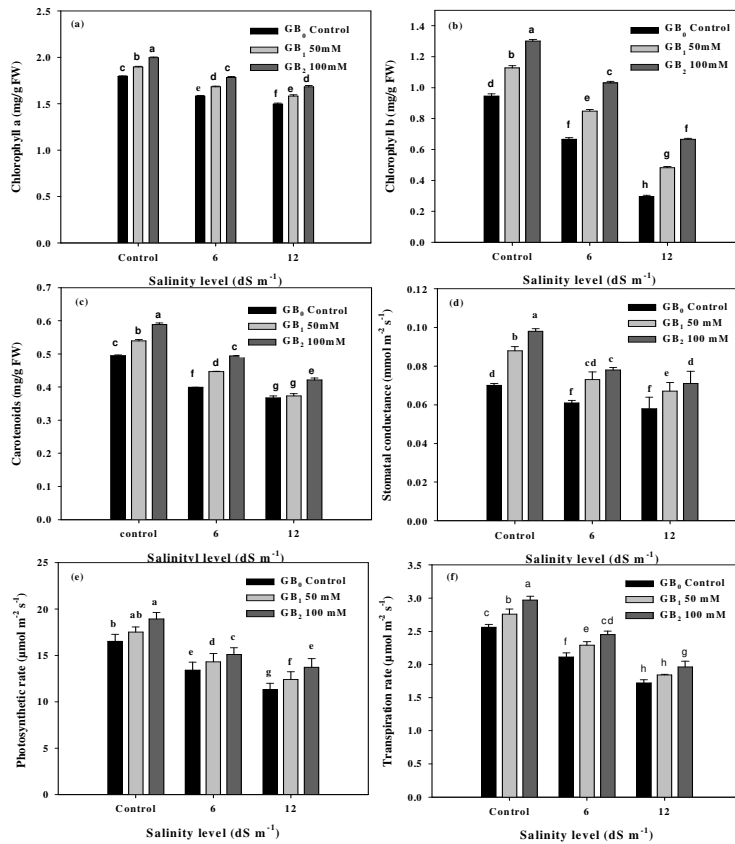 (a)
GB₀ Control
GB₁ 50mM
GB₂ 100mM
Chlorophyll a (mg/g FW)
2.5
2.0
1.5
1.0
0.5
0.0
c b a
e d c
f e d
Control 6 12
Salinity level (dS m⁻¹)
(b)
GB₀ Control
GB₁ 50mM
GB₂ 100mM
Chlorophyll b (mg/g FW)
1.4
1.2
1.0
0.8
0.6
0.4
0.2
0.0
d b a
f e c
h g f
Control 6 12
Salinity level (dS m⁻¹)
(c)
GB₀ Control
GB₁ 50mM
GB₂ 100mM
Carotenoids (mg/g FW)
0.7
0.6
0.5
0.4
0.3
0.2
0.1
0.0
c b a
f d c
g g e
control 6 12
Salinityl level (dS m⁻¹)
(d)
GB₀ Control
GB₁ 50 mM
GB₂ 100 mM
Stomatal conductance (mmol m⁻² s⁻¹)
0.12
0.10
0.08
0.06
0.04
0.02
0.00
d b a
f cd c
f e d
Control 6 12
Salinity level (dS m⁻¹)
(e)
GB₀ Control
GB₁ 50 mM
GB₂ 100 mM
Photosynthetic rate (µmol m⁻² s⁻¹)
25
20
15
10
5
0
b ab a
e d c
g f e
Control 6 12
Salinity level (dS m⁻¹)
(f)
GB₀ Control
GB₁ 50 mM
GB₂ 100 mM
Transpiration rate (µmol m⁻² s⁻¹)
3.5
3.0
2.5
2.0
1.5
1.0
0.5
0.0
c b a
f e cd
h h g
Control 6 12
Salinity level (dS m⁻¹)